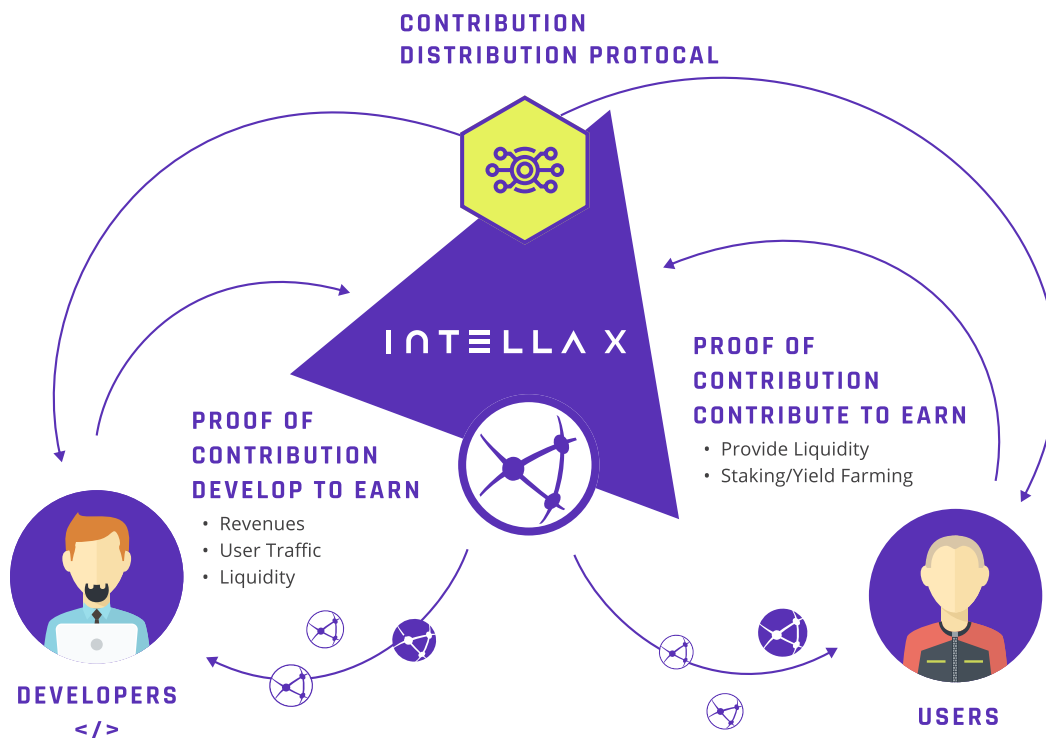 CONTRIBUTION
DISTRIBUTION PROTOCAL
INTELLA X
PROOF OF
CONTRIBUTION
CONTRIBUTE TO EARN
• Provide Liquidity
• Staking/Yield Farming
PROOF OF
CONTRIBUTION
DEVELOP TO EARN
• Revenues
• User Traffic
• Liquidity
DEVELOPERS
</>
USERS